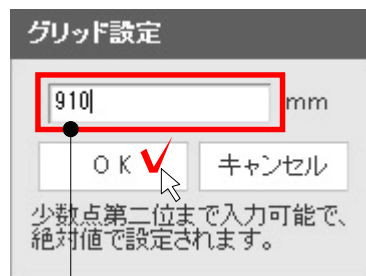 グリッド設定
910
mm
OK
キャンセル
少数点第二位まで入力可能で、
絶対値で設定されます。